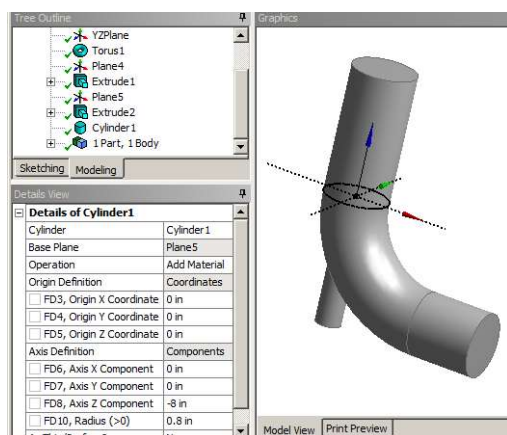 Tree Outline
YZPlane
Torus1
Plane4
Extrude1
Plane5
Extrude2
Cylinder1
1 Part, 1 Body
Sketching Modeling
Details View
Details of Cylinder1
Cylinder Cylinder1
Base Plane Plane5
Operation Add Material
Origin Definition Coordinates
FD3, Origin X Coordinate 0 in
FD4, Origin Y Coordinate 0 in
FD5, Origin Z Coordinate 0 in
Axis Definition Components
FD6, Axis X Component 0 in
FD7, Axis Y Component 0 in
FD8, Axis Z Component -8 in
FD10, Radius (>0) 0.8 in
Graphics
Model View Print Preview